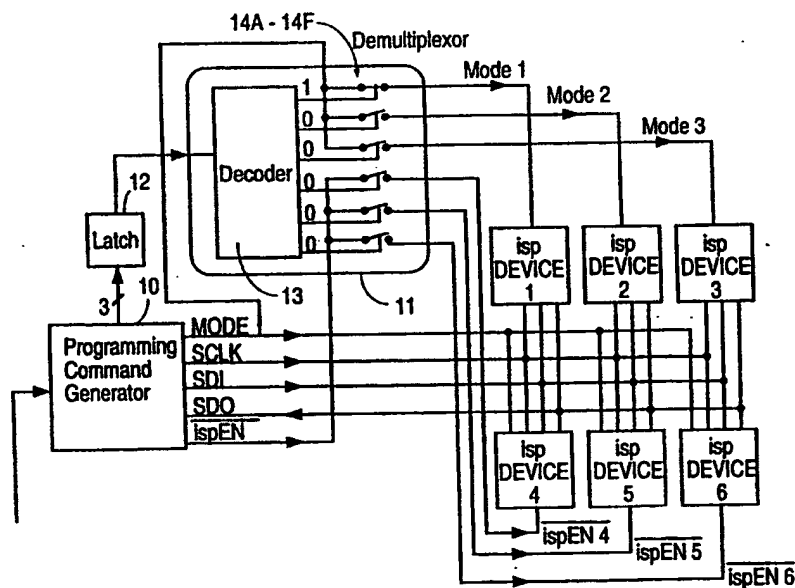 14A - 14F
Demultiplexor
Mode 1
Mode 2
Mode 3
1
0
0
0
0
0
Decoder
12
Latch
13
11
3
10
Programming
Command
Generator
MODE
SCLK
SDI
SDO
ispEN
isp
DEVICE
1
isp
DEVICE
2
isp
DEVICE
3
isp
DEVICE
4
isp
DEVICE
5
isp
DEVICE
6
ispEN 4
ispEN 5
ispEN 6